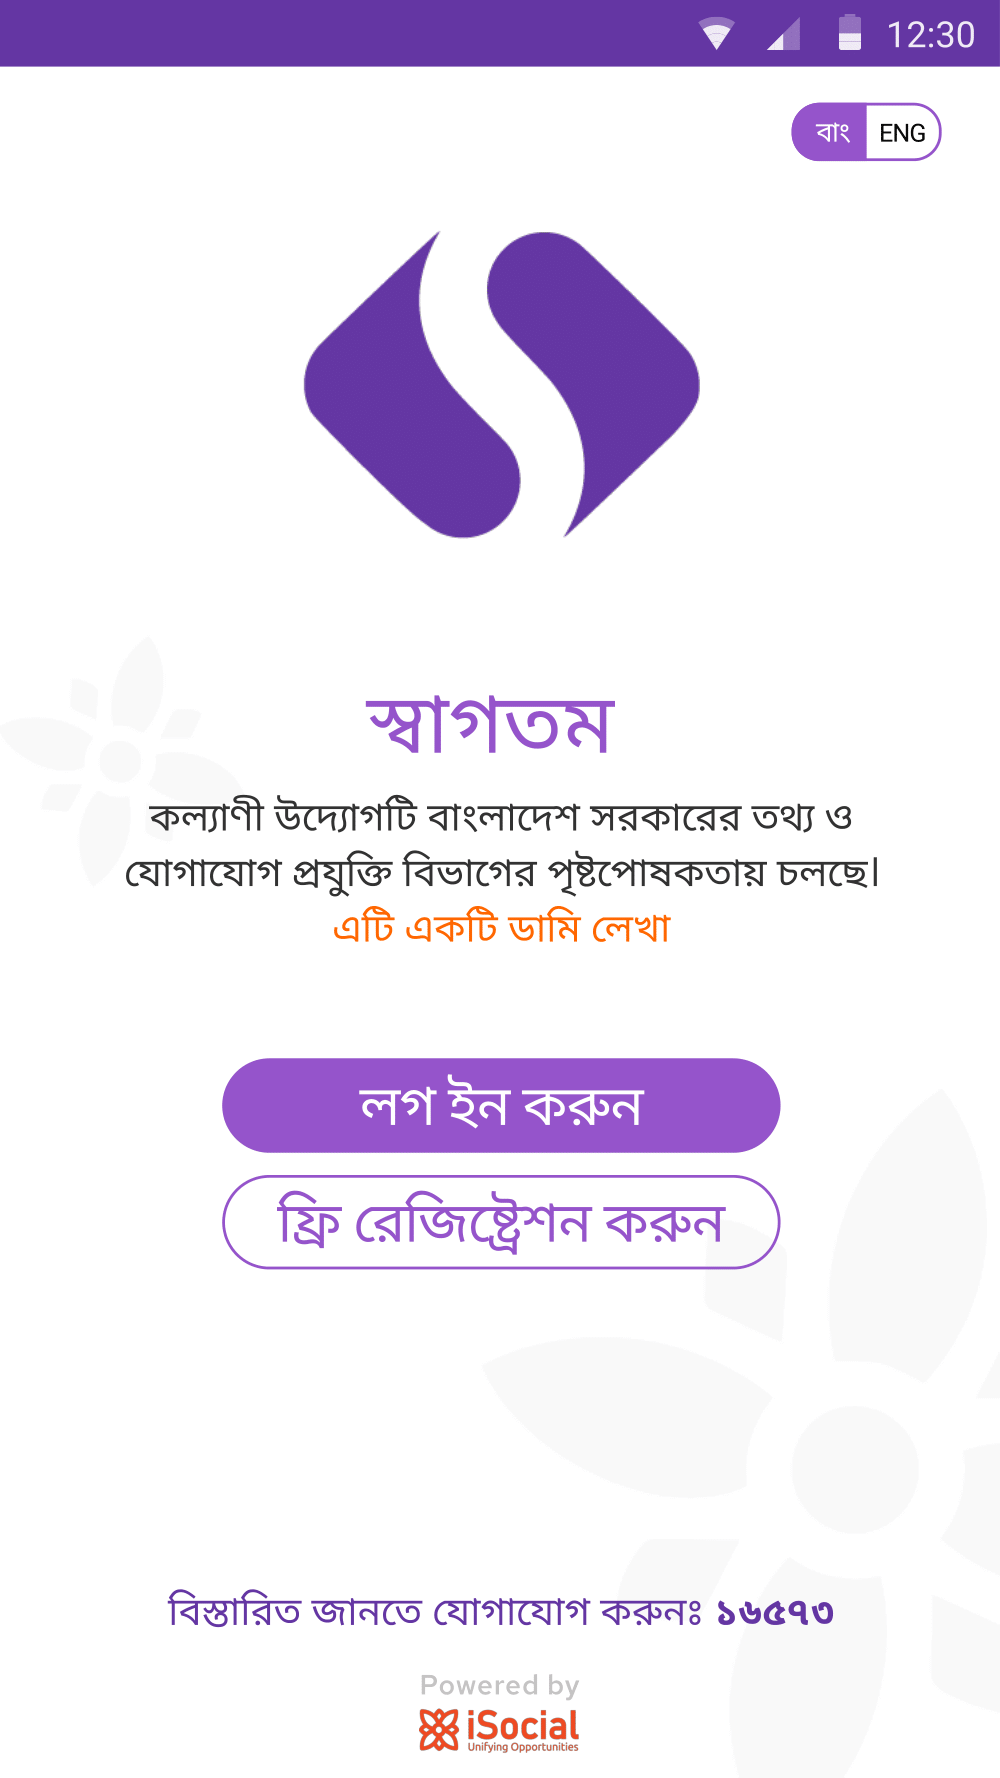 12:30
বাং ENG
স্বাগতম
কল্যাণী উদ্যোগটি বাংলাদেশ সরকারের তথ্য ও
যোগাযোগ প্রযুক্তি বিভাগের পৃষ্টপোষকতায় চলছে।
এটি একটি ডামি লেখা
লগ ইন করুন
ফ্রি রেজিষ্ট্রেশন করুন
বিস্তারিত জানতে যোগাযোগ করুনঃ ১৬৫৭৩
Powered by
iSocial
Unifying Opportunities